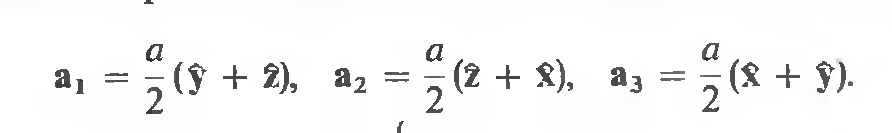 a₁ = a/2 (ŷ + ẑ), a₂ = a/2 (ẑ + x̂), a₃ = a/2 (x̂ + ŷ).